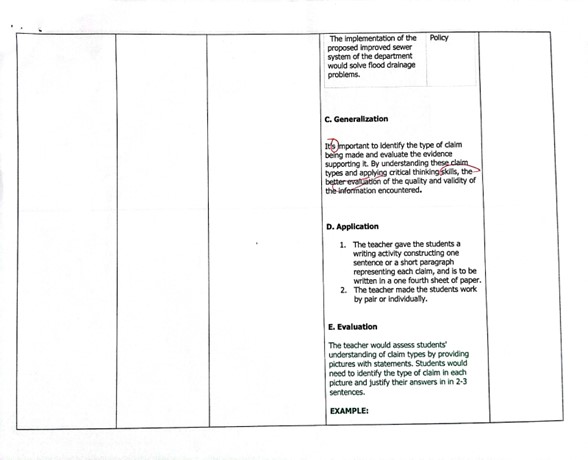 The implementation of the
proposed improved sewer
system of the department
would solve flood drainage
problems.
Policy
C. Generalization
It's important to identify the type of claim
being made and evaluate the evidence
supporting it. By understanding these claim
types and applying critical thinking skills, the
better evaluation of the quality and validity of
the information encountered.
D. Application
1. The teacher gave the students a
writing activity constructing one
sentence or a short paragraph
representing each claim, and is to be
written in a one fourth sheet of paper.
2. The teacher made the students work
by pair or individually.
E. Evaluation
The teacher would assess students'
understanding of claim types by providing
pictures with statements. Students would
need to identify the type of claim in each
picture and justify their answers in in 2-3
sentences.
EXAMPLE: